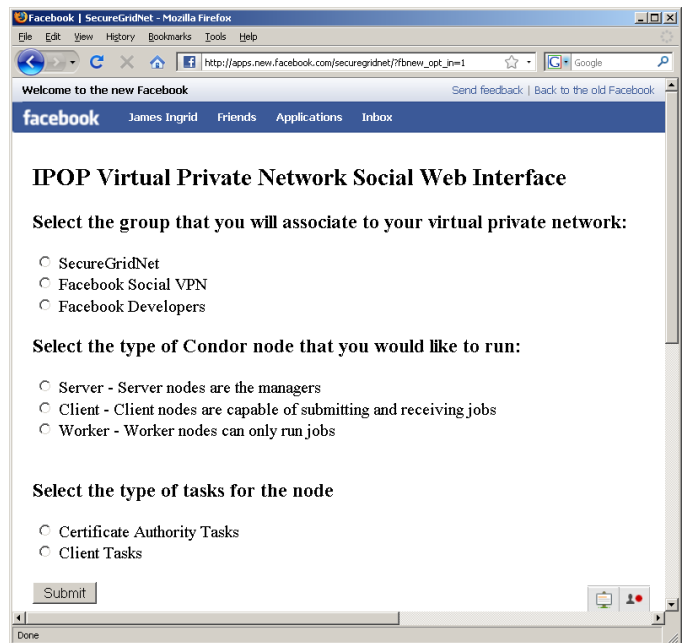 Facebook | SecureGridNet - Mozilla Firefox
File Edit View History Bookmarks Tools Help
http://apps.new.facebook.com/securegridnet/?fbnew_opt_in=1 G Google
Welcome to the new Facebook Send feedback | Back to the old Facebook
facebook James Ingrid Friends Applications Inbox
IPOP Virtual Private Network Social Web Interface
Select the group that you will associate to your virtual private network:
SecureGridNet
Facebook Social VPN
Facebook Developers
Select the type of Condor node that you would like to run:
Server - Server nodes are the managers
Client - Client nodes are capable of submitting and receiving jobs
Worker - Worker nodes can only run jobs
Select the type of tasks for the node
Certificate Authority Tasks
Client Tasks
Submit
Done